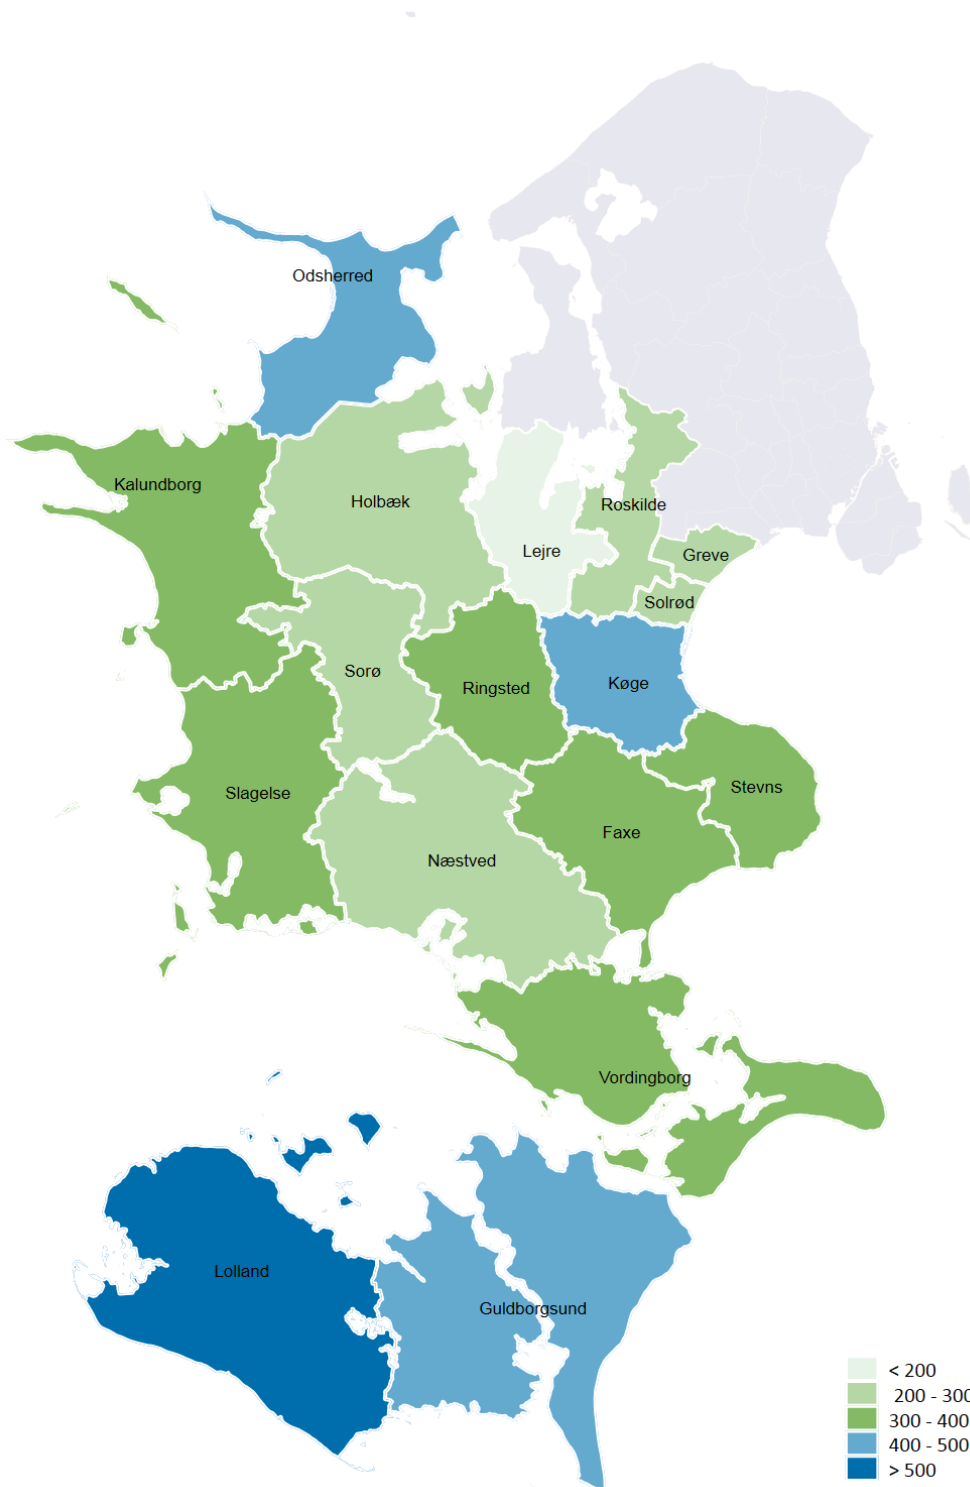 Odsherred
Kalundborg
Holbæk
Roskilde
Lejre
Greve
Solrød
Sorø
Ringsted
Køge
Slagelse
Stevns
Faxe
Næstved
Vordingborg
Lolland
Guldborgsund
< 200
200 - 300
300 - 400
400 - 500
> 500